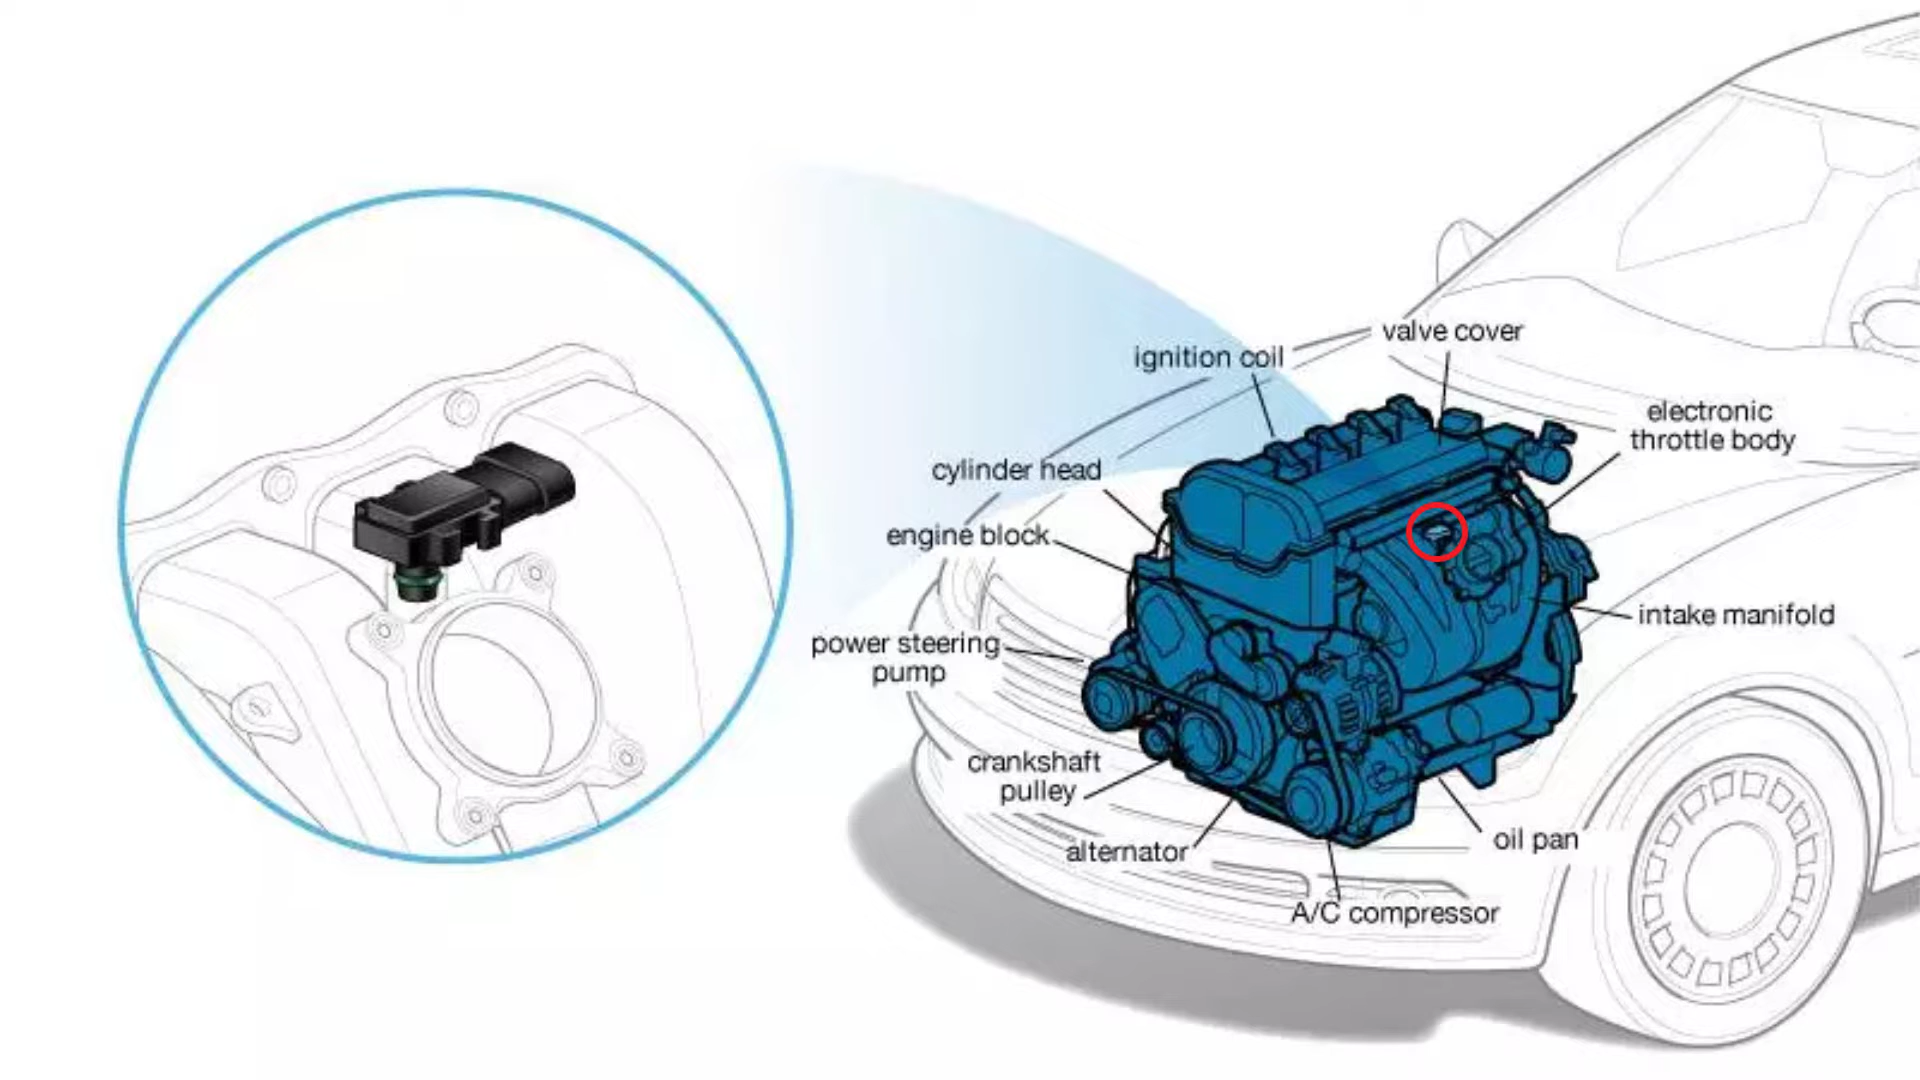 valve cover
ignition coil
electronic
throttle body
cylinder head
engine block
intake manifold
power steering
pump
crankshaft
pulley
alternator
oil pan
A/C compressor